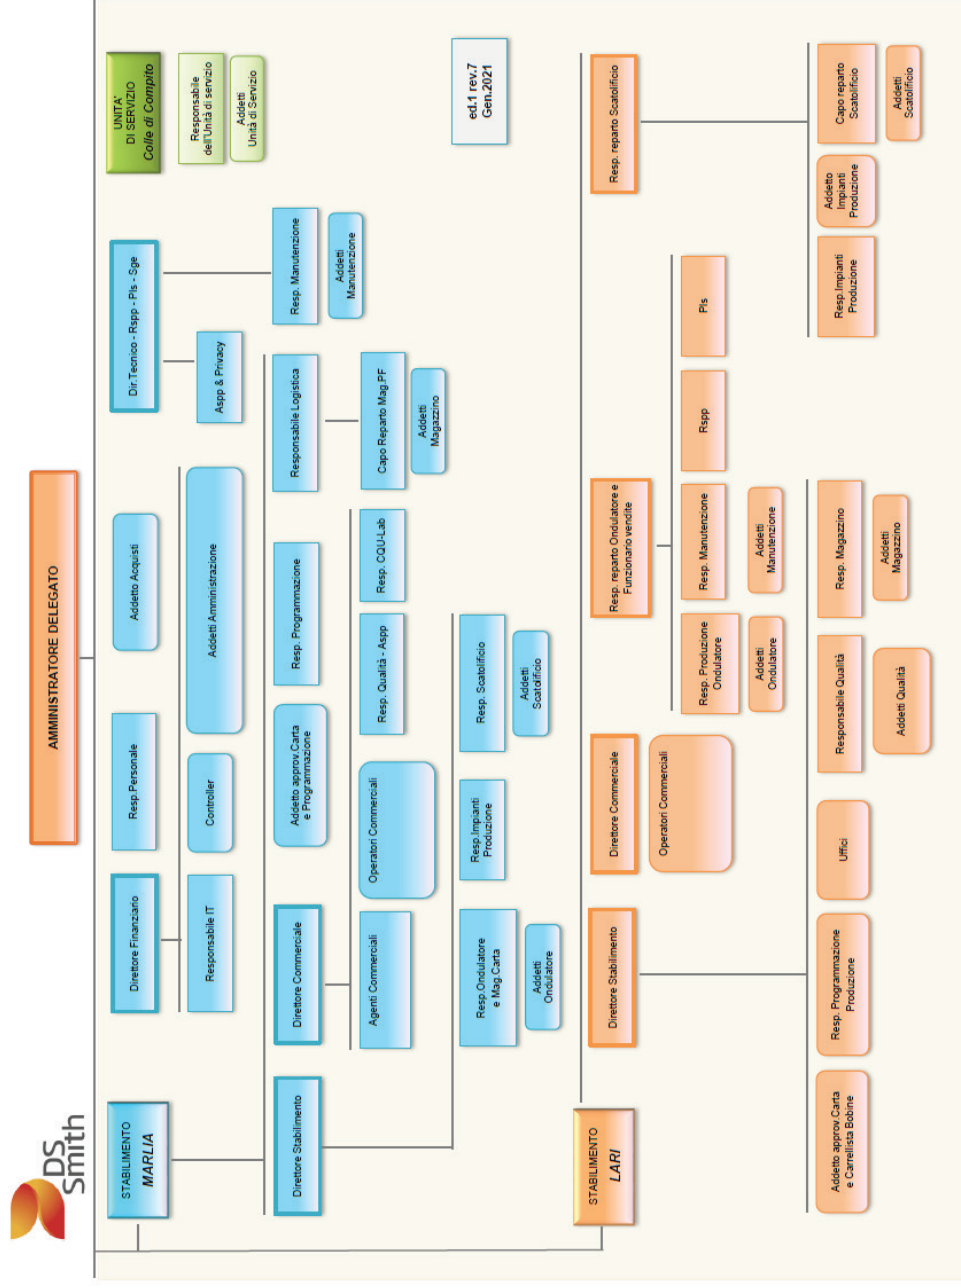 DS
Smith
AMMINISTRATORE DELEGATO
STABILIMENTO
MARLIA
Direttore Finanziario
Resp.Personale
Addetto Acquisti
Dir.Tecnico - Rspp - Pls - Sge
UNITA'
DI SERVIZIO
Colle di Compito
Responsabile IT
Controller
Addetti Amministrazione
Aspp & Privacy
Responsabile
dell'Unità di servizio
Addetti
Unità di Servizio
Direttore Stabilimento
Direttore Commerciale
Addetto approv.Carta
e Programmazione
Resp. Programmazione
Responsabile Logistica
Resp. Manutenzione
Addetti
Manutenzione
Agenti Commerciali
Operatori Commerciali
Resp. Qualità - Aspp
Resp. CQU-Lab
Capo Reparto Mag.PF
Addetti
Magazzino
Resp.Ondulatore
e Mag.Carta
Addetti
Ondulatore
Resp.Impianti
Produzione
Resp. Scatolificio
Addetti
Scatolificio
ed.1 rev.7
Gen.2021
STABILIMENTO
LARI
Direttore Stabilimento
Direttore Commerciale
Resp. reparto Ondulatore e
Funzionario vendite
Resp. reparto Scatolificio
Operatori Commerciali
Resp. Produzione
Ondulatore
Addetti
Ondulatore
Resp. Manutenzione
Addetti
Manutenzione
Rspp
Pls
Addetto approv.Carta
e Carrellista Bobine
Resp. Programmazione
Produzione
Uffici
Responsabile Qualità
Addetti Qualità
Resp. Magazzino
Addetti
Magazzino
Resp.Impianti
Produzione
Addetto
Impianti
Produzione
Capo reparto
Scatolificio
Addetti
Scatolificio